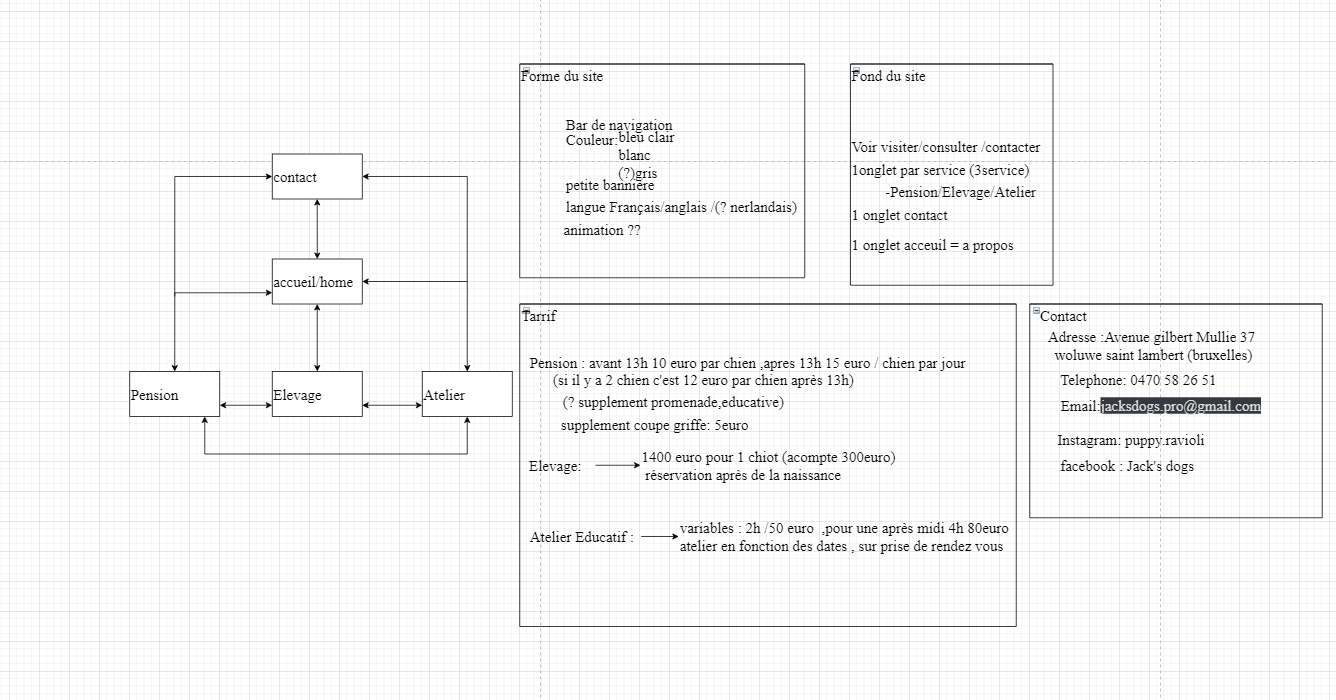 contact
accueil/home
Pension
Elevage
Atelier
Forme du site
Bar de navigation
Couleur:bleu clair
blanc
(?)gris
petite bannière
langue Français/anglais /(? nerlandais)
animation ??
Fond du site
Voir visiter/consulter /contacter
1onglet par service (3service)
-Pension/Elevage/Atelier
1 onglet contact
1 onglet acceuil = a propos
Tarrif
Pension : avant 13h 10 euro par chien ,apres 13h 15 euro / chien par jour
(si il y a 2 chien c'est 12 euro par chien après 13h)
(? supplement promenade,educative)
supplement coupe griffe: 5euro
Elevage:
1400 euro pour 1 chiot (acompte 300euro)
réservation après de la naissance
Atelier Educatif :
variables : 2h /50 euro ,pour une après midi 4h 80euro
atelier en fonction des dates , sur prise de rendez vous
Contact
Adresse :Avenue gilbert Mullie 37
woluwe saint lambert (bruxelles)
Telephone: 0470 58 26 51
Email:jacksdogs.pro@gmail.com
Instagram: puppy.ravioli
facebook : Jack's dogs